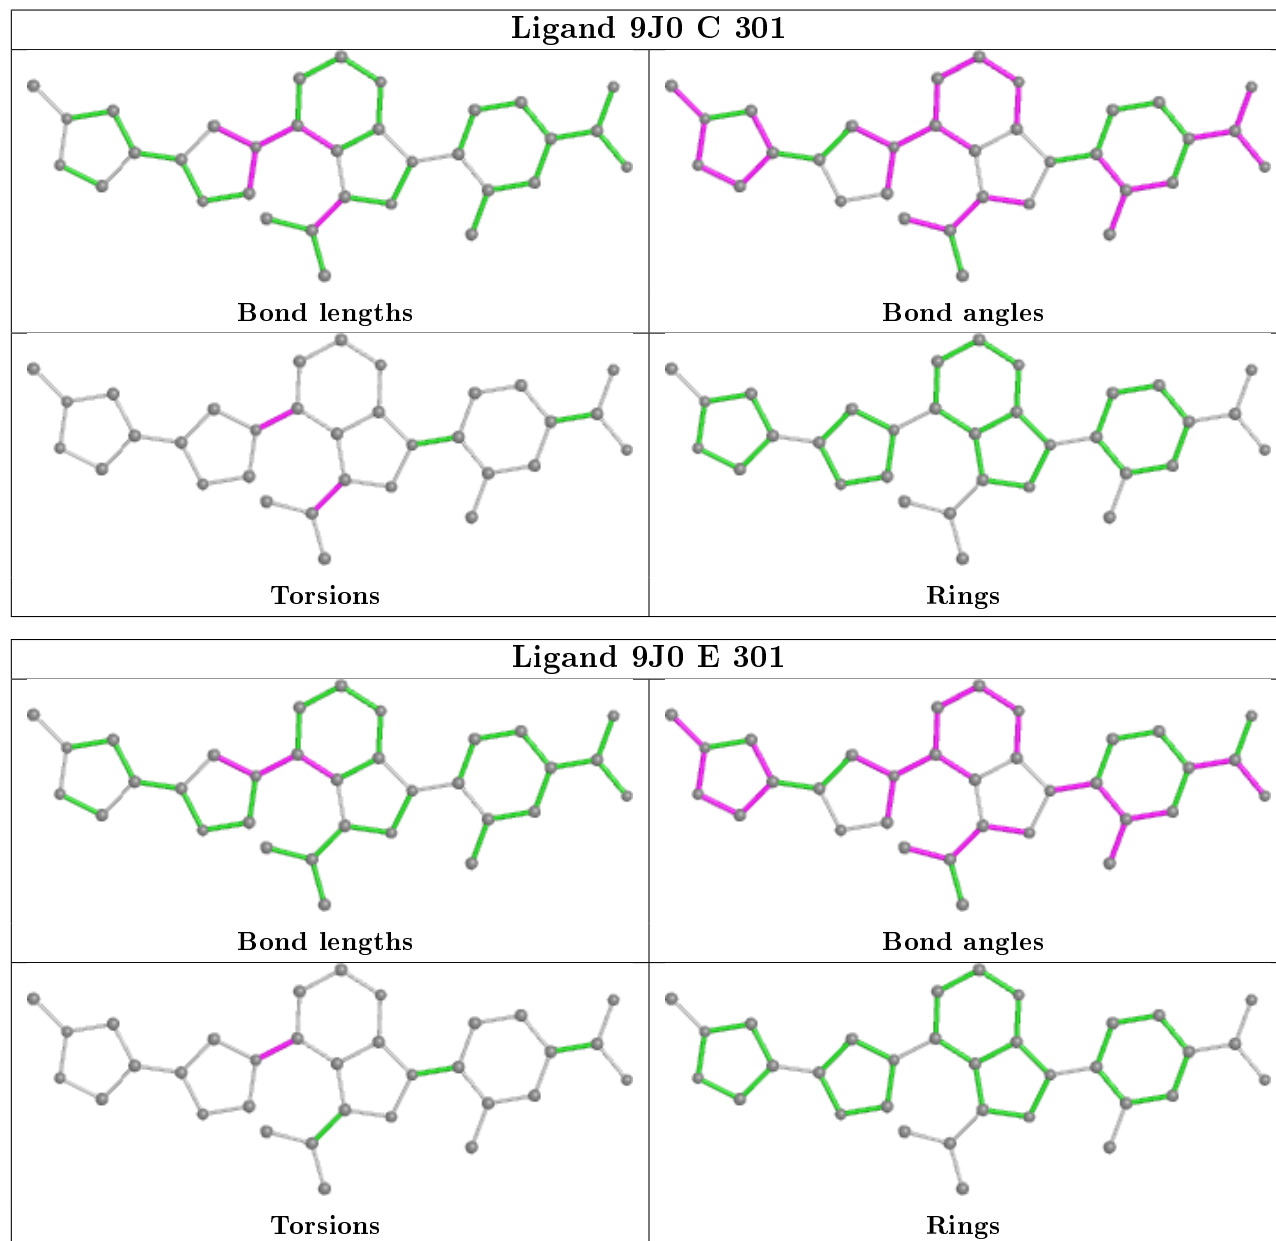 Ligand 9J0 C 301
Bond lengths
Bond angles
Torsions
Rings
Ligand 9J0 E 301
Bond lengths
Bond angles
Torsions
Rings